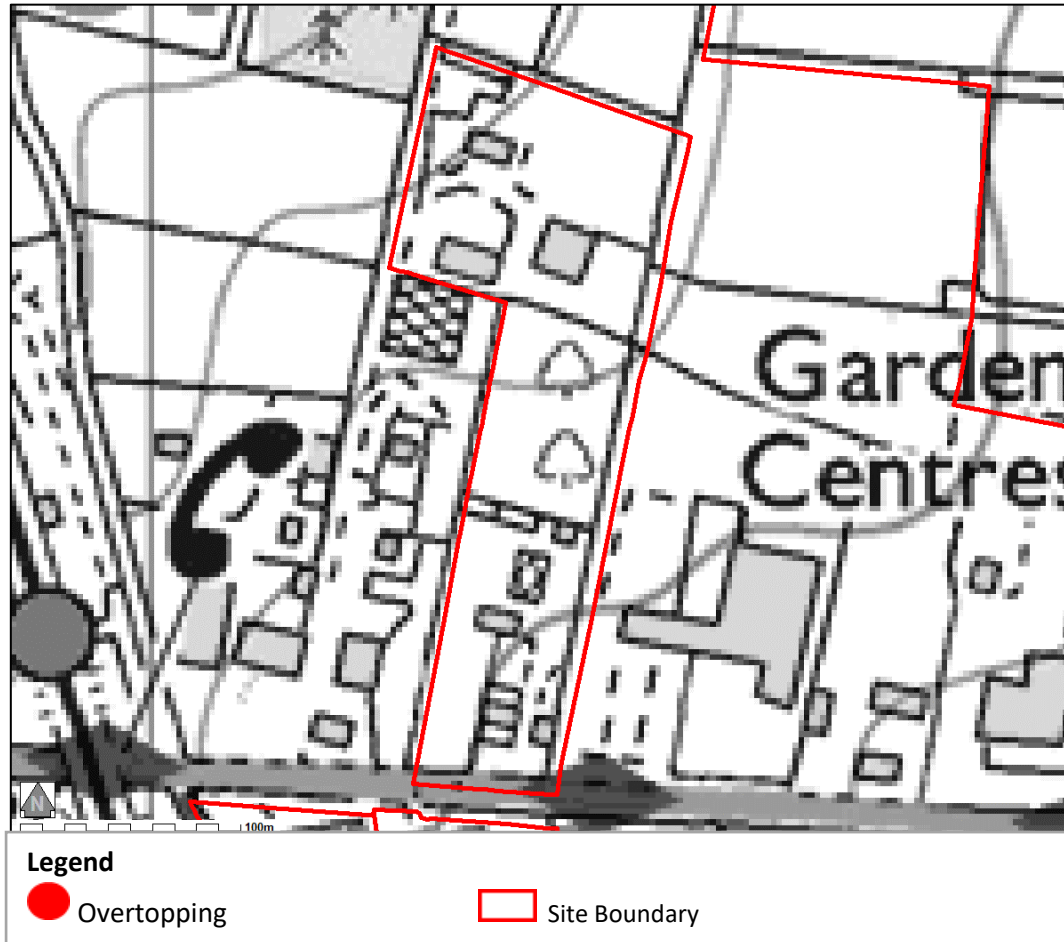 Garden
Centres
N
100m
Legend
Overtopping
Site Boundary